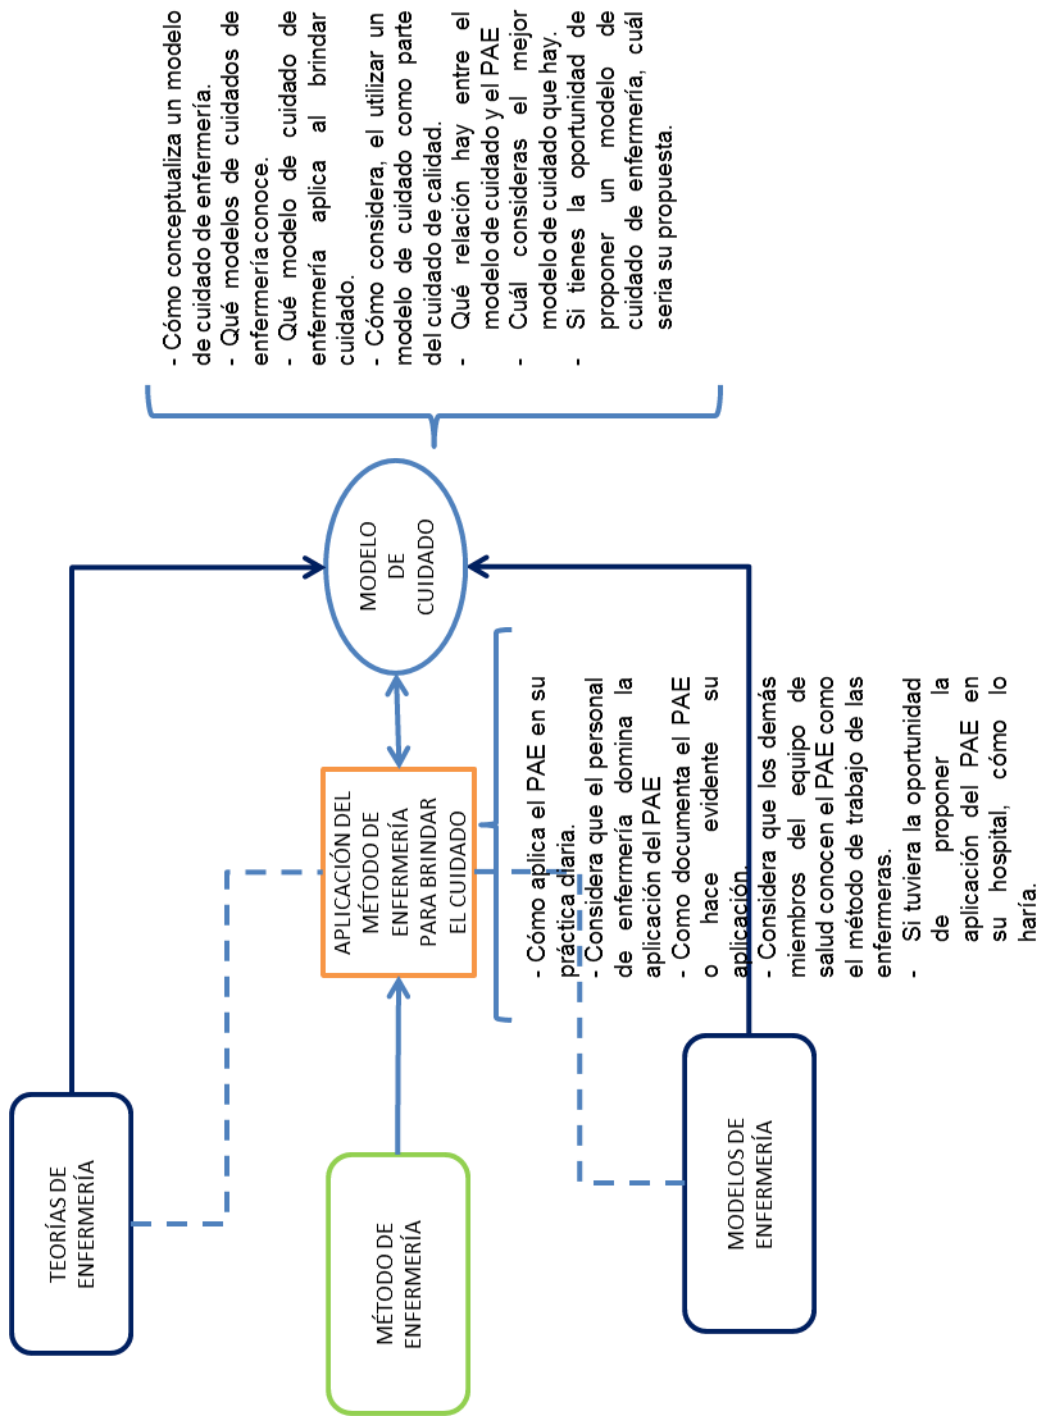 TEORÍAS DE
ENFERMERÍA
MÉTODO DE
ENFERMERÍA
MODELOS DE
ENFERMERÍA
APLICACIÓN DEL
MÉTODO DE
ENFERMERÍA
PARA BRINDAR
EL CUIDADO
- Cómo aplica el PAE en su
práctica diaria.
- Considera que el personal
de enfermería domina la
aplicación del PAE
- Como documenta el PAE
o hace evidente su
aplicación.
- Considera que los demás
miembros del equipo de
salud conocen el PAE como
el método de trabajo de las
enfermeras.
- Si tuviera la oportunidad
de proponer la
aplicación del PAE en
su hospital, cómo lo
haría.
MODELO
DE
CUIDADO
- Cómo conceptualiza un modelo
de cuidado de enfermería.
- Qué modelos de cuidados de
enfermería conoce.
- Qué modelo de cuidado de
enfermería aplica al brindar
cuidado.
- Cómo considera, el utilizar un
modelo de cuidado como parte
del cuidado de calidad.
- Qué relación hay entre el
modelo de cuidado y el PAE
- Cuál consideras el mejor
modelo de cuidado que hay.
- Si tienes la oportunidad de
proponer un modelo de
cuidado de enfermería, cuál
seria su propuesta.